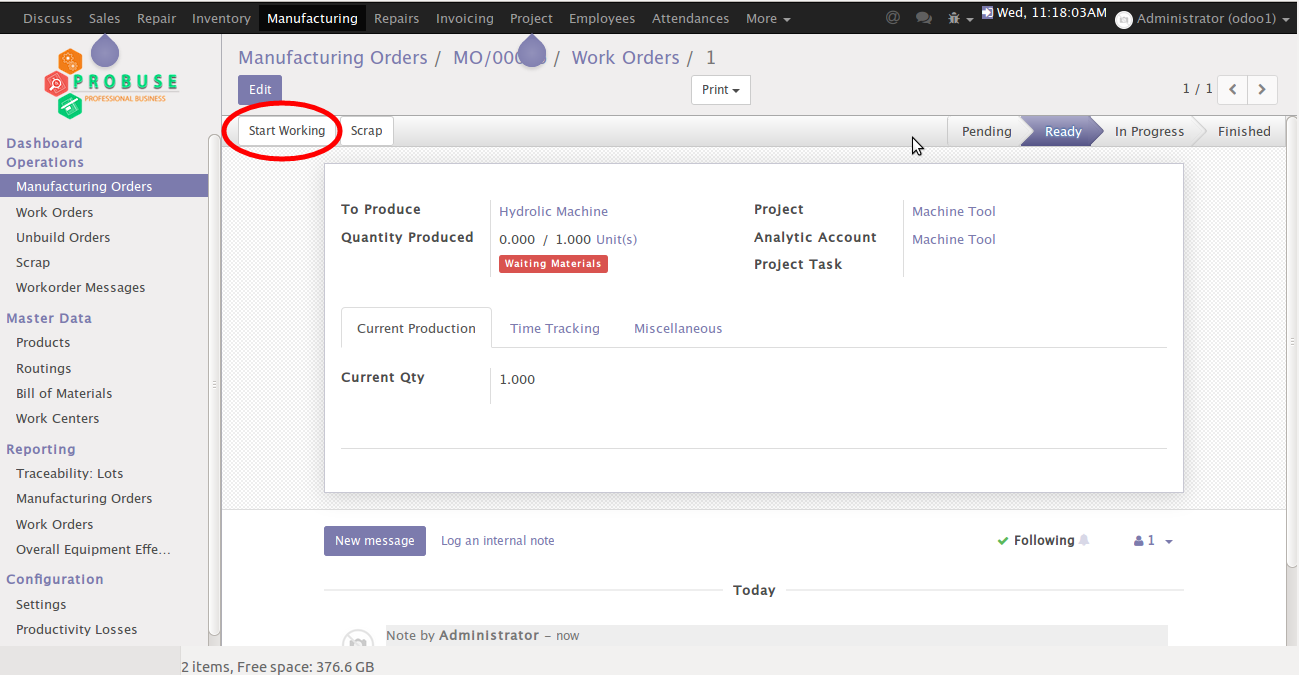 Discuss Sales Repair Inventory Manufacturing Repairs Invoicing Project Employees Attendances More @ Wed, 11:18:03AM Administrator (odoo1)
PROBUSE
PROFESSIONAL BUSINESS
Dashboard
Operations
Manufacturing Orders
Work Orders
Unbuild Orders
Scrap
Workorder Messages
Master Data
Products
Routings
Bill of Materials
Work Centers
Reporting
Traceability: Lots
Manufacturing Orders
Work Orders
Overall Equipment Effe...
Configuration
Settings
Productivity Losses
Manufacturing Orders / / Work Orders / 1
Edit Print 1 / 1
Start Working Scrap Pending Ready In Progress Finished
To Produce Hydrolic Machine
Quantity Produced 0.000 / 1.000 Unit(s)
Waiting Materials
Project Machine Tool
Analytic Account Machine Tool
Project Task
Current Production Time Tracking Miscellaneous
Current Qty 1.000
New message Log an internal note Following 1
Today
Note by Administrator – now
2 items, Free space: 376.6 GB